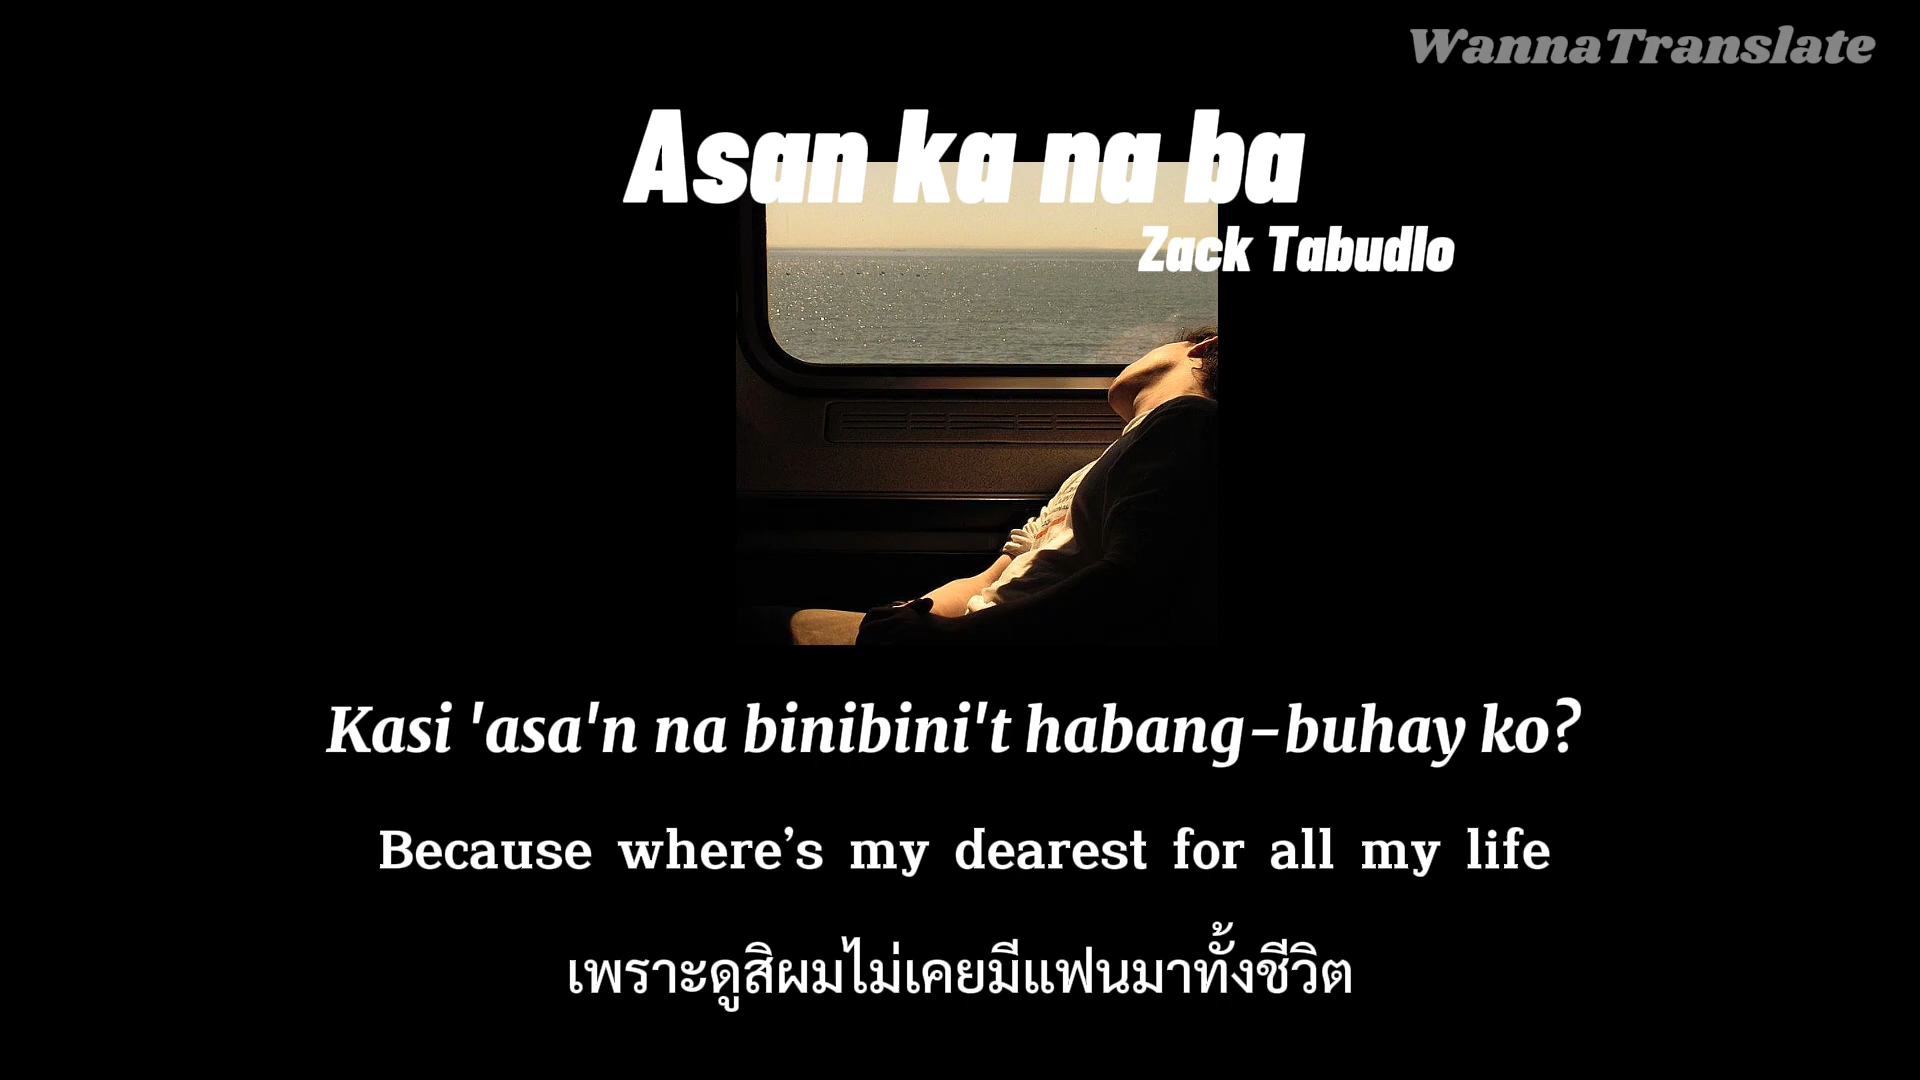 WannaTranslate
Asan ka na ba
Zack Tabudlo
Kasi 'asa'n na binibini't habang-buhay ko?
Because where’s my dearest for all my life
เพราะดูสิผมไม่เคยมีแฟนมาทั้งชีวิต